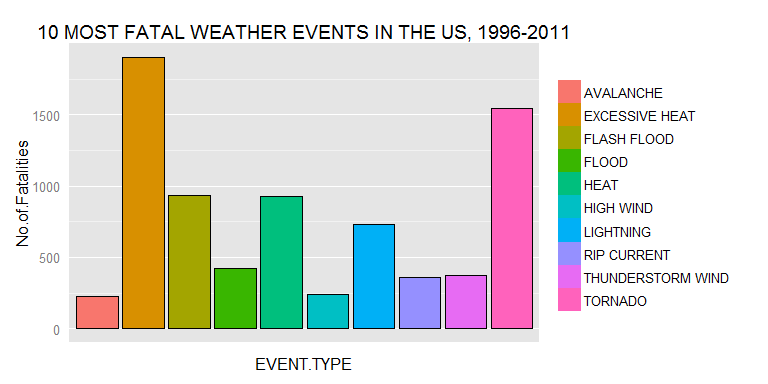 10 MOST FATAL WEATHER EVENTS IN THE US, 1996-2011
No.of.Fatalities
1500
1000
500
0
EVENT.TYPE
AVALANCHE
EXCESSIVE HEAT
FLASH FLOOD
FLOOD
HEAT
HIGH WIND
LIGHTNING
RIP CURRENT
THUNDERSTORM WIND
TORNADO